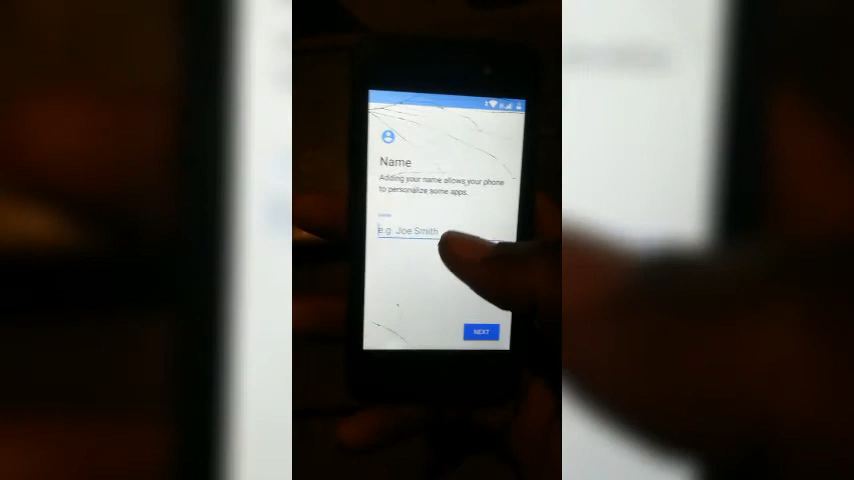 Name
Adding your name allows your phone
to personalize some apps.
e.g. Joe Smith
NEXT